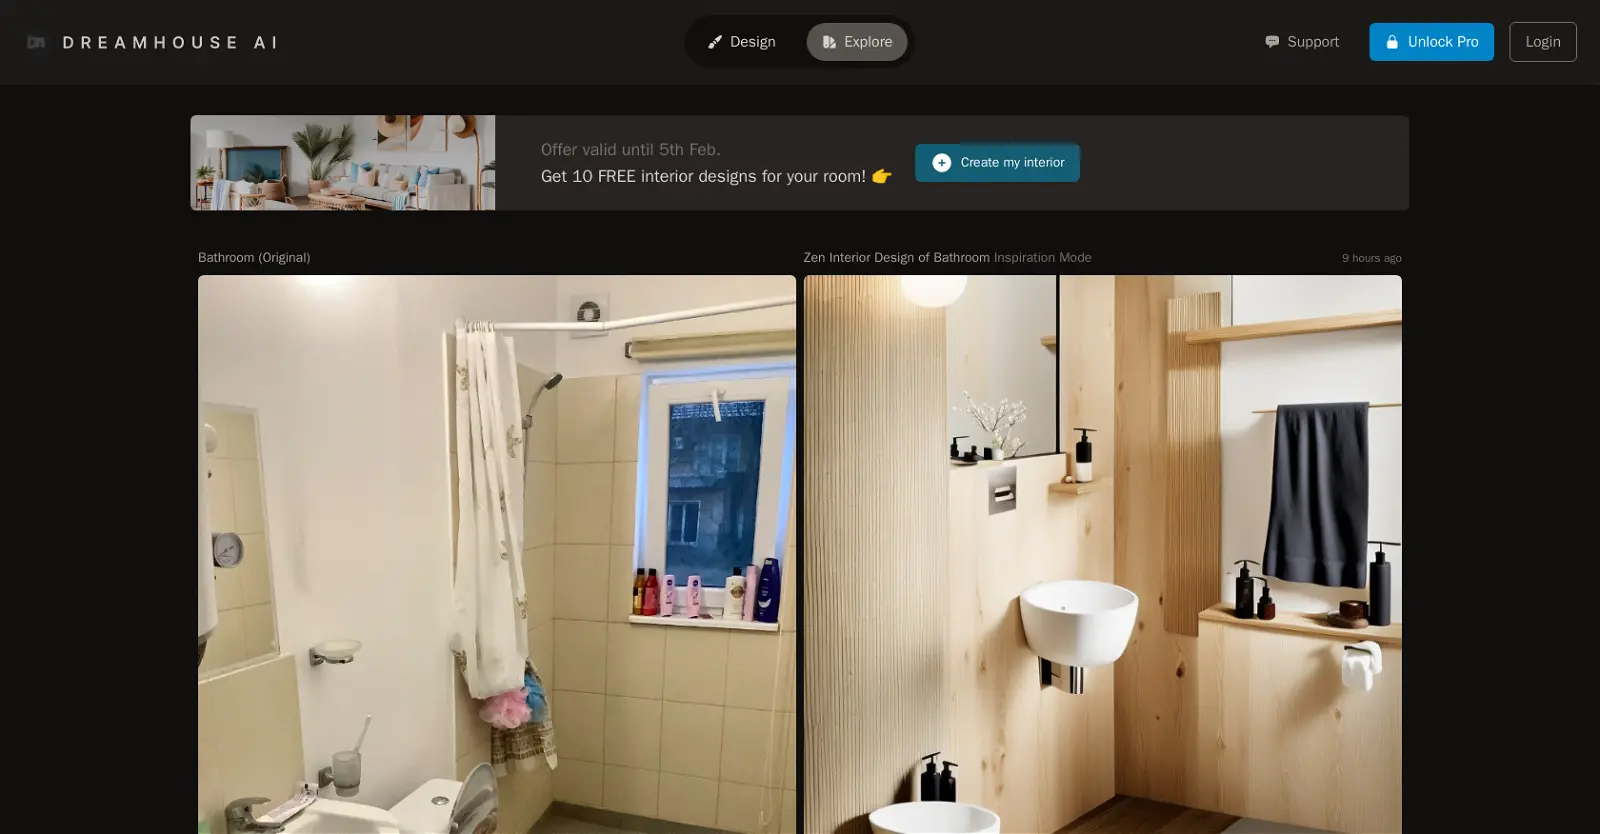 DREAMHOUSE AI
Design
Explore
Support
Unlock Pro
Login
Offer valid until 5th Feb.
Get 10 FREE interior designs for your room! 👉
Create my interior
Bathroom (Original)
Zen Interior Design of Bathroom Inspiration Mode
9 hours ago